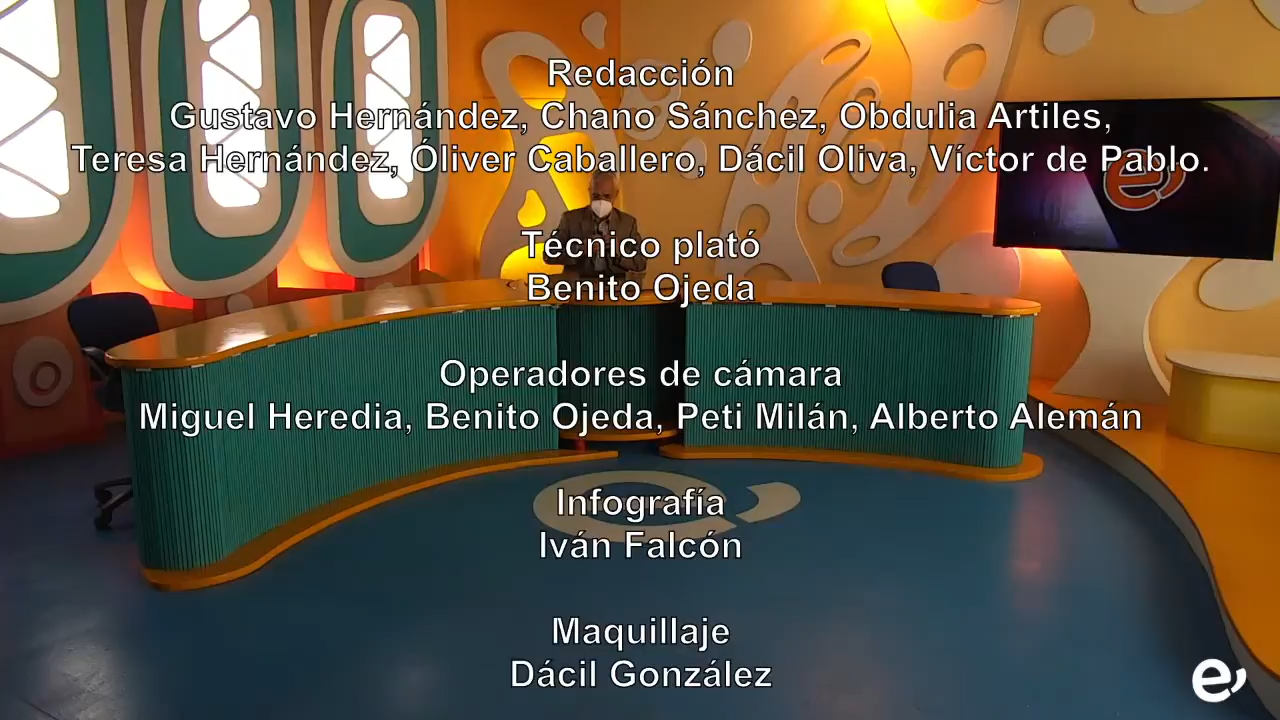 Redacción
Gustavo Hernández, Chano Sánchez, Obdulia Artiles,
Teresa Hernández, Óliver Caballero, Dácil Oliva, Víctor de Pablo.
Técnico plató
Benito Ojeda
Operadores de cámara
Miguel Heredia, Benito Ojeda, Peti Milán, Alberto Alemán
Infografía
Iván Falcón
Maquillaje
Dácil González
e